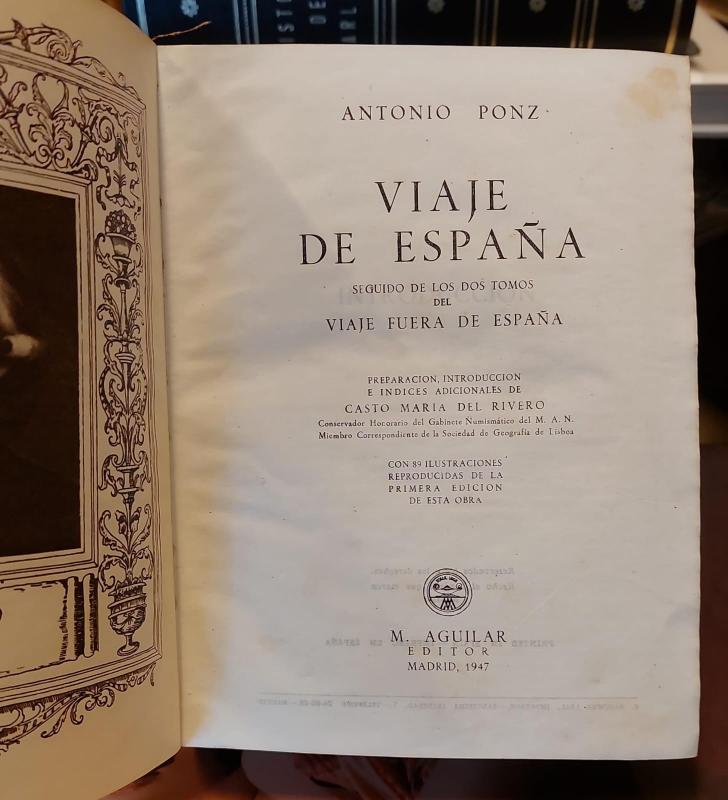 ANTONIO PONZ
VIAJE
DE ESPAÑA
SEGUIDO DE LOS DOS TOMOS
DEL
VIAJE FUERA DE ESPAÑA
PREPARACION, INTRODUCCION
E INDICES ADICIONALES DE
CASTO MARIA DEL RIVERO
Conservador Honorario del Gabinete Numismático del M. A. N.
Miembro Correspondiente de la Sociedad de Geografía de Lisboa
CON 89 ILUSTRACIONES
REPRODUCIDAS DE LA
PRIMERA EDICION
DE ESTA OBRA
M. AGUILAR
EDITOR
MADRID, 1947